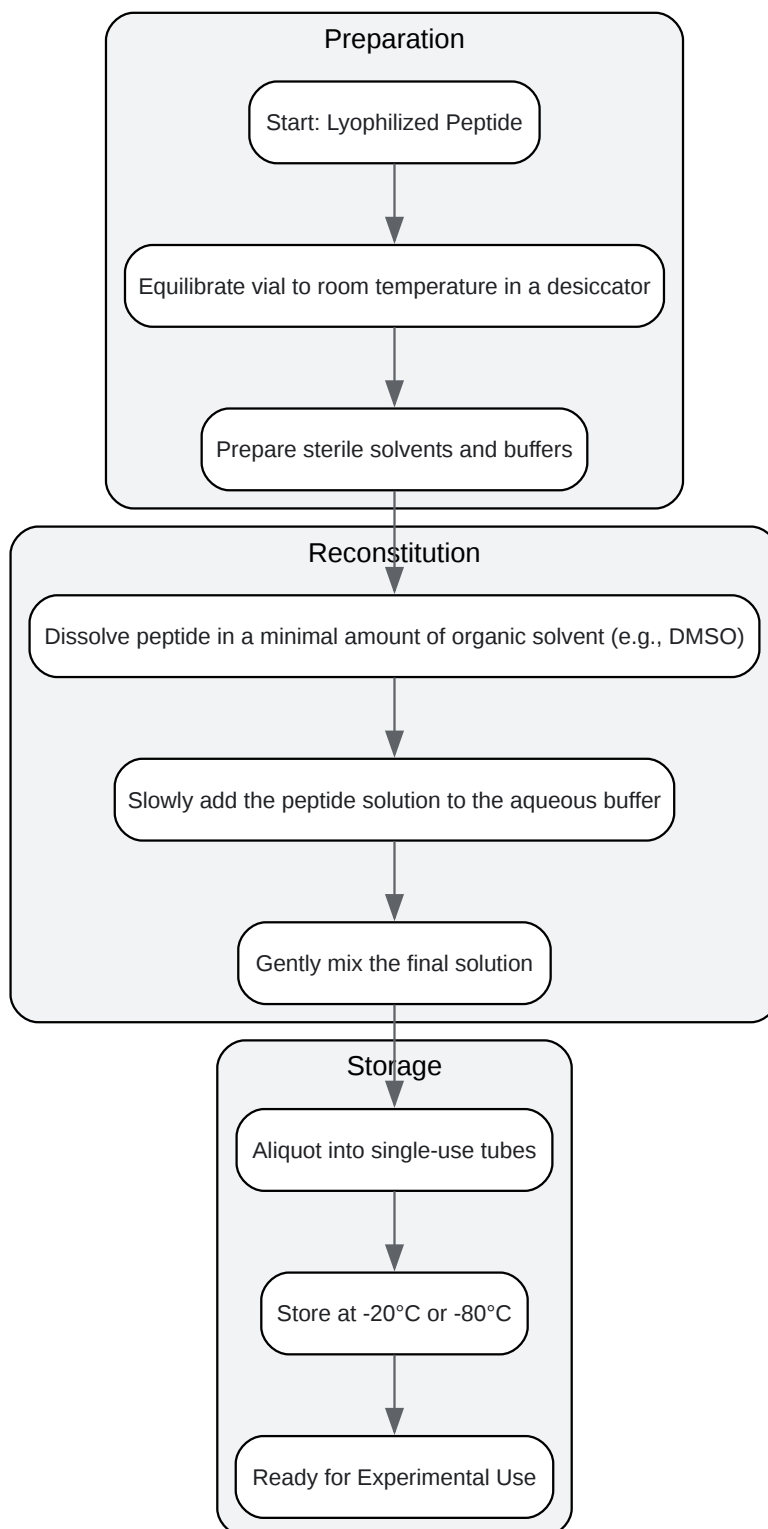 Preparation
Start: Lyophilized Peptide
Equilibrate vial to room temperature in a desiccator
Prepare sterile solvents and buffers
Reconstitution
Dissolve peptide in a minimal amount of organic solvent (e.g., DMSO)
Slowly add the peptide solution to the aqueous buffer
Gently mix the final solution
Storage
Aliquot into single-use tubes
Store at -20°C or -80°C
Ready for Experimental Use